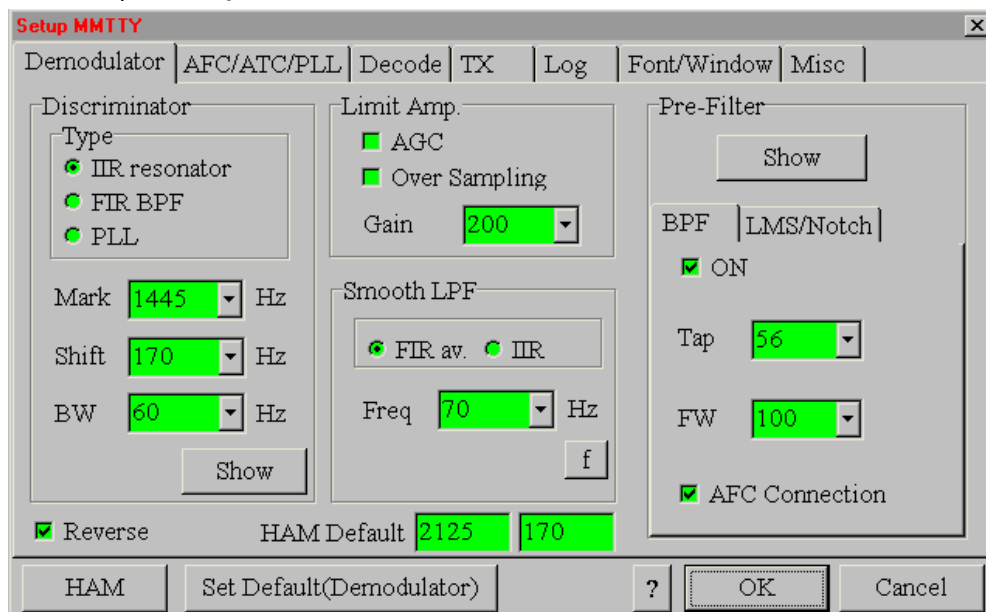 Setup MMTTY
Demodulator AFC/ATC/PLL Decode TX Log Font/Window Misc
Discriminator
Type
IIR resonator
FIR BPF
PLL
Mark 1445 Hz
Shift 170 Hz
BW 60 Hz
Show
Limit Amp.
AGC
Over Sampling
Gain 200
Smooth LPF
FIR av. IIR
Freq 70 Hz
f
Pre-Filter
Show
BPF LMS/Notch
ON
Tap 56
FW 100
AFC Connection
Reverse HAM Default 2125 170
HAM Set Default(Demodulator) ? OK Cancel